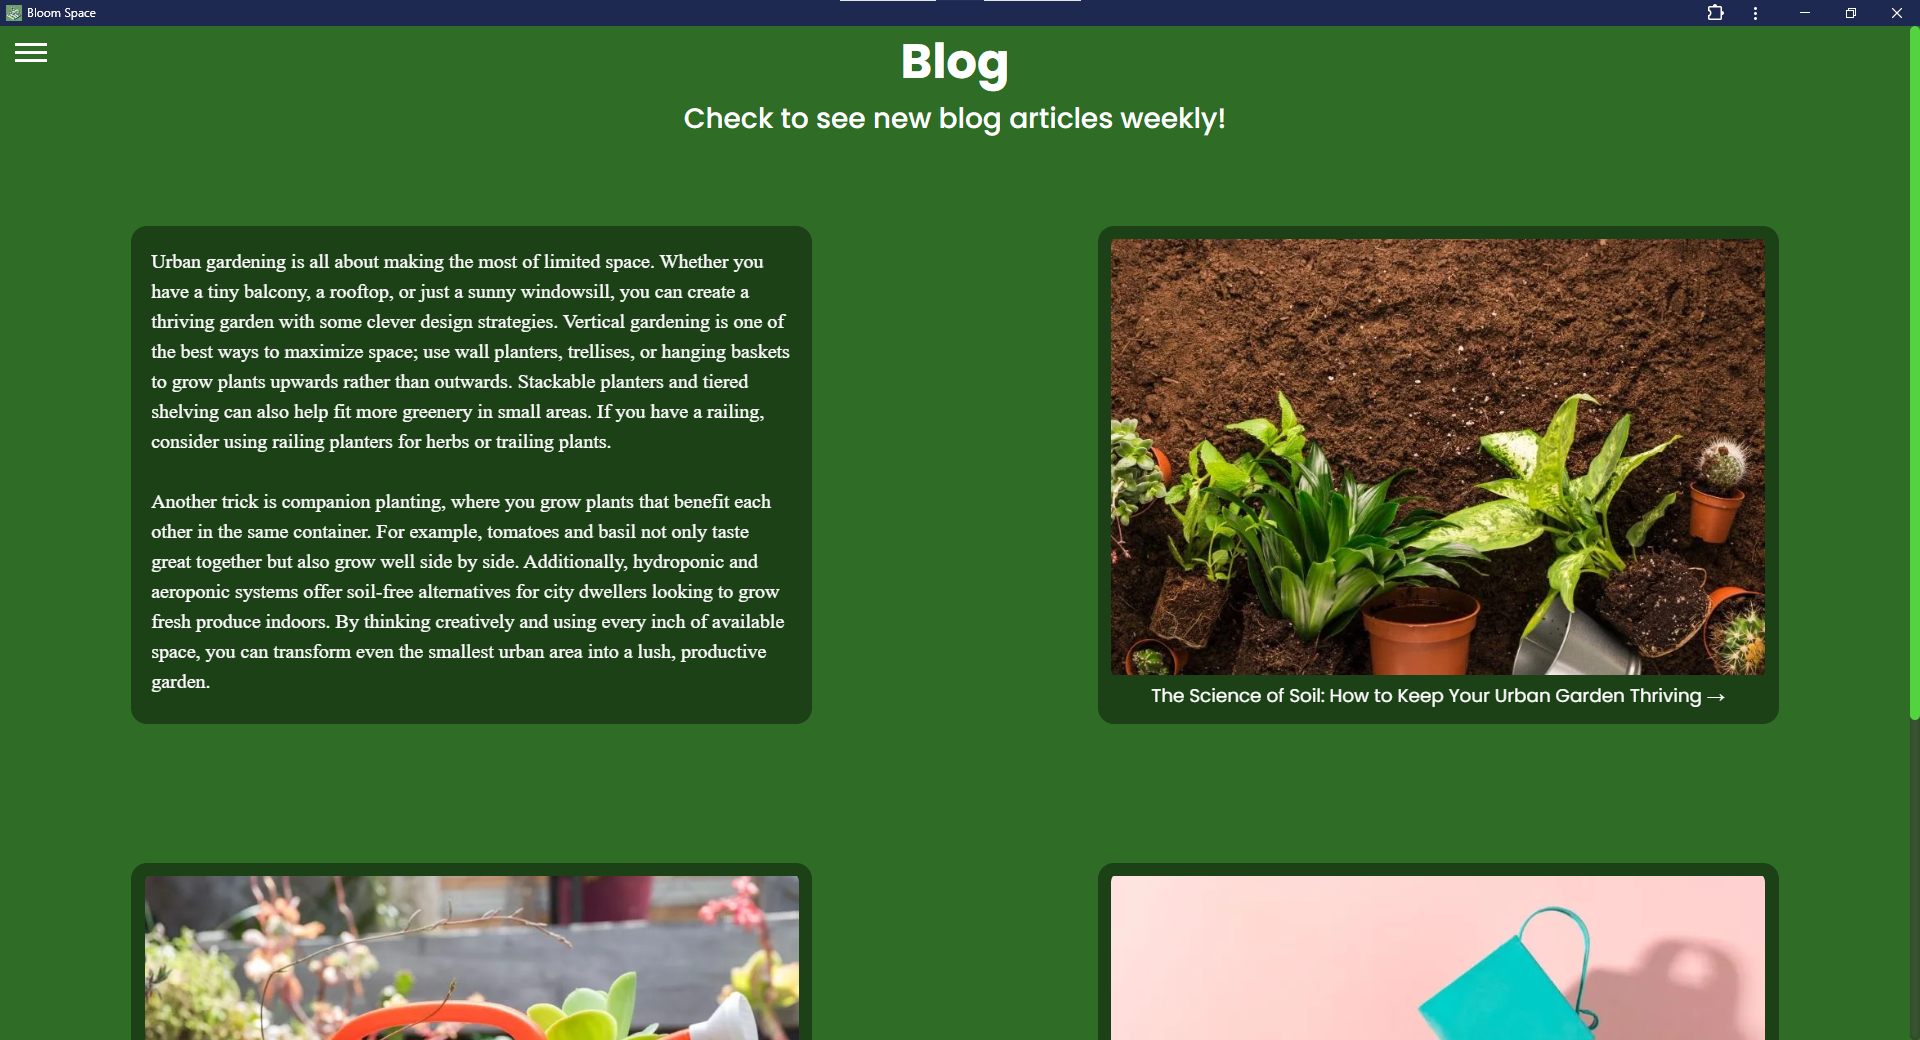 Bloom Space
Blog
Check to see new blog articles weekly!
Urban gardening is all about making the most of limited space. Whether you
have a tiny balcony, a rooftop, or just a sunny windowsill, you can create a
thriving garden with some clever design strategies. Vertical gardening is one of
the best ways to maximize space; use wall planters, trellises, or hanging baskets
to grow plants upwards rather than outwards. Stackable planters and tiered
shelving can also help fit more greenery in small areas. If you have a railing,
consider using railing planters for herbs or trailing plants.
Another trick is companion planting, where you grow plants that benefit each
other in the same container. For example, tomatoes and basil not only taste
great together but also grow well side by side. Additionally, hydroponic and
aeroponic systems offer soil-free alternatives for city dwellers looking to grow
fresh produce indoors. By thinking creatively and using every inch of available
space, you can transform even the smallest urban area into a lush, productive
garden.
The Science of Soil: How to Keep Your Urban Garden Thriving →